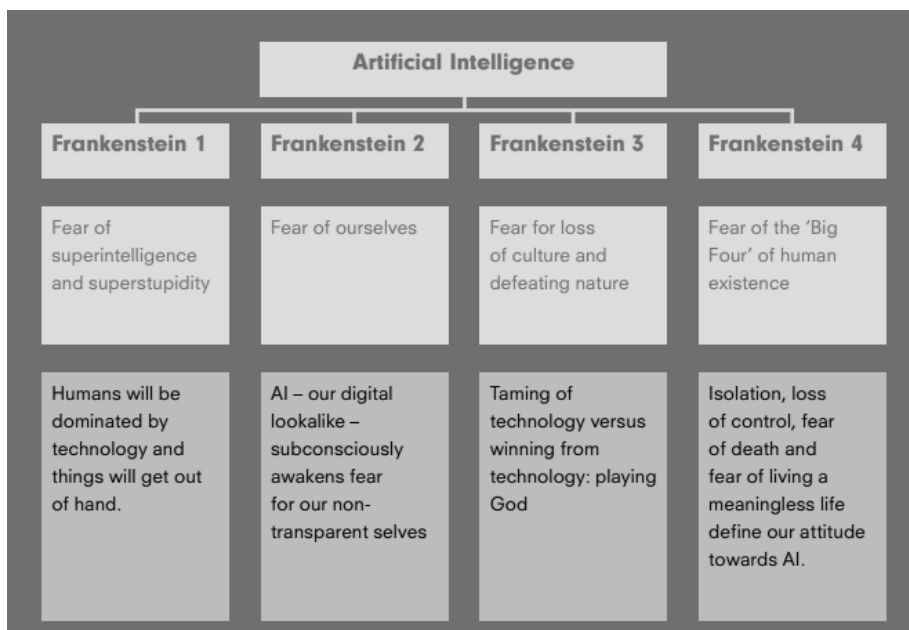 Artificial Intelligence
Frankenstein 1
Frankenstein 2
Frankenstein 3
Frankenstein 4
Fear of
superintelligence
and superstupidity
Fear of ourselves
Fear for loss
of culture and
defeating nature
Fear of the ‘Big
Four’ of human
existence
Humans will be
dominated by
technology and
things will get out
of hand.
AI – our digital
lookalike –
subconsciously
awakens fear
for our non-
transparent selves
Taming of
technology versus
winning from
technology: playing
God
Isolation, loss
of control, fear
of death and
fear of living a
meaningless life
define our attitude
towards AI.